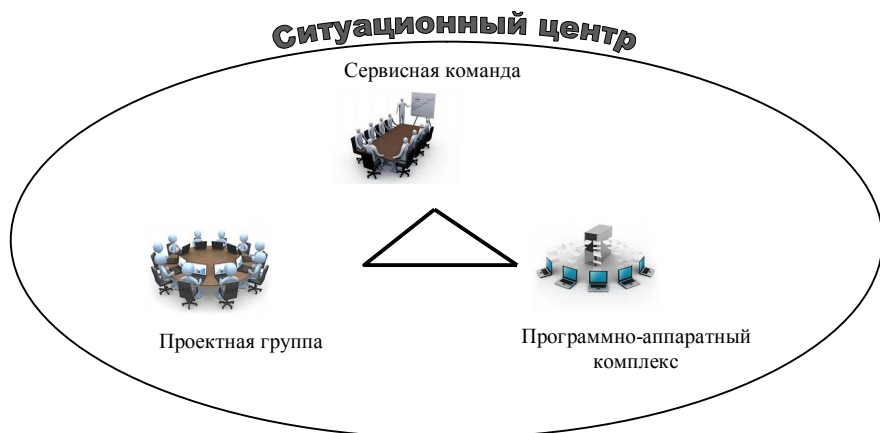 Ситуационный центр
Сервисная команда
Проектная группа
Программно-аппаратный
комплекс